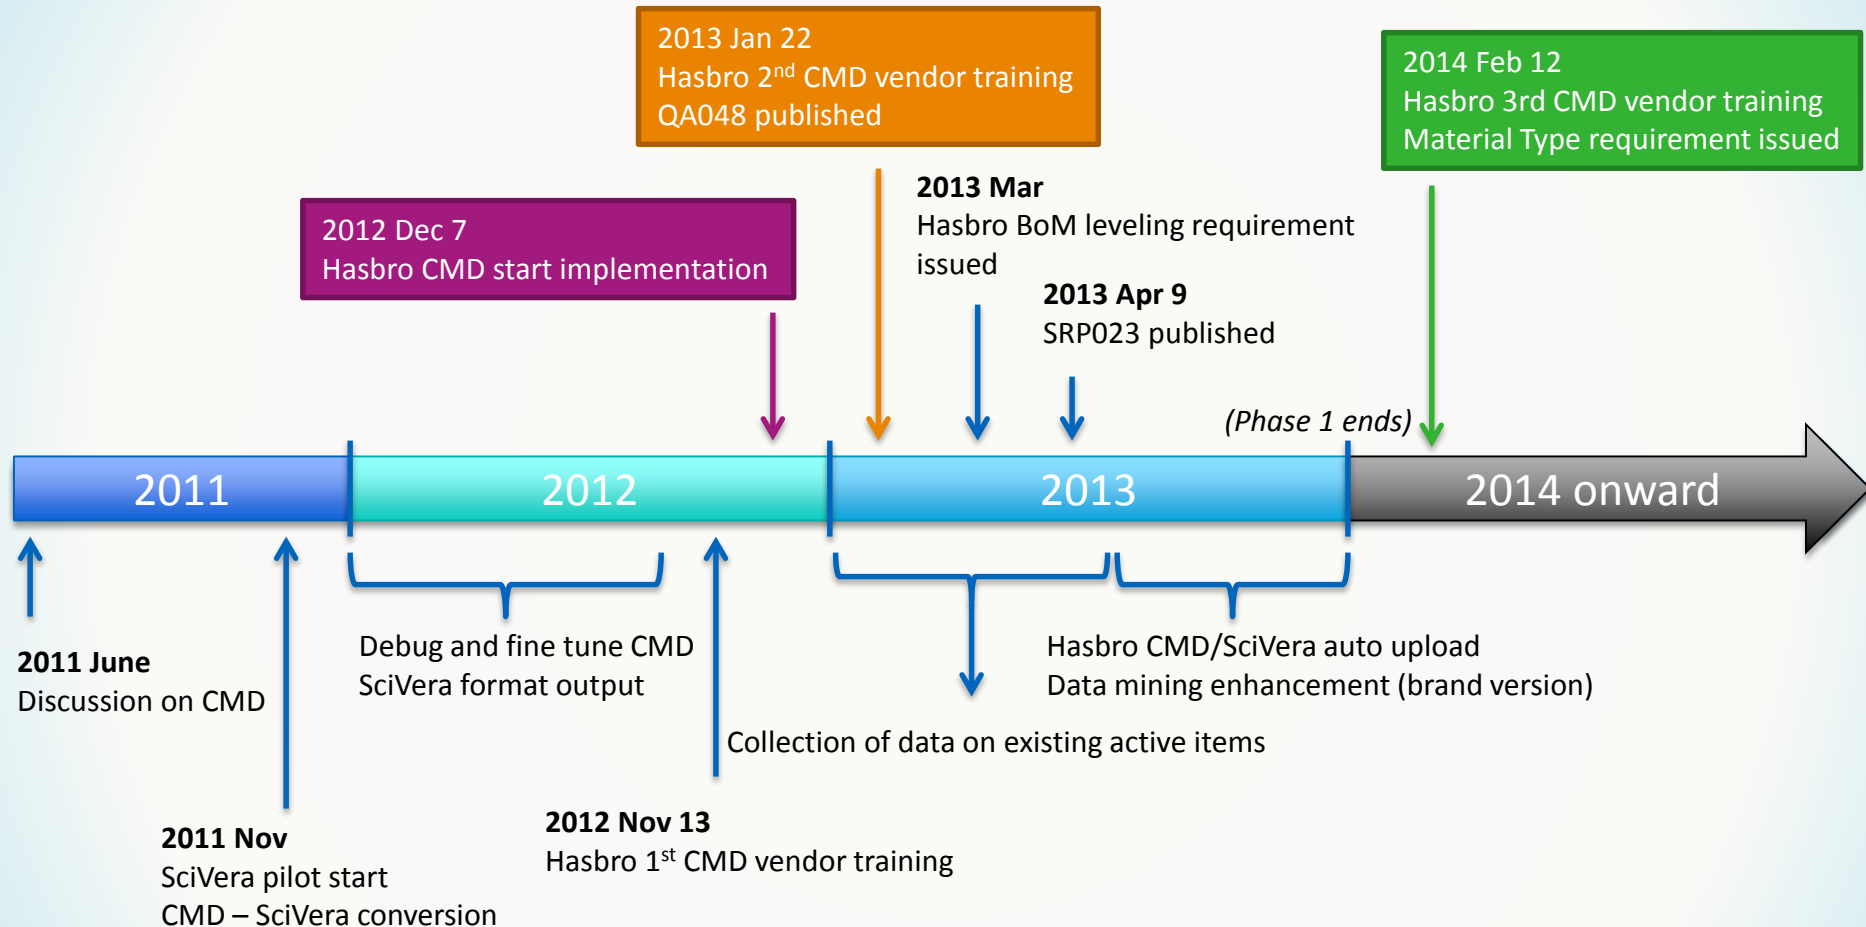 2013 Jan 22
Hasbro 2nd CMD vendor training
QA048 published
2014 Feb 12
Hasbro 3rd CMD vendor training
Material Type requirement issued
2012 Dec 7
Hasbro CMD start implementation
2013 Mar
Hasbro BoM leveling requirement
issued
2013 Apr 9
SRP023 published
(Phase 1 ends)
2011
2012
2013
2014 onward
2011 June
Discussion on CMD
Debug and fine tune CMD
SciVera format output
Hasbro CMD/SciVera auto upload
Data mining enhancement (brand version)
Collection of data on existing active items
2011 Nov
SciVera pilot start
CMD – SciVera conversion
2012 Nov 13
Hasbro 1st CMD vendor training